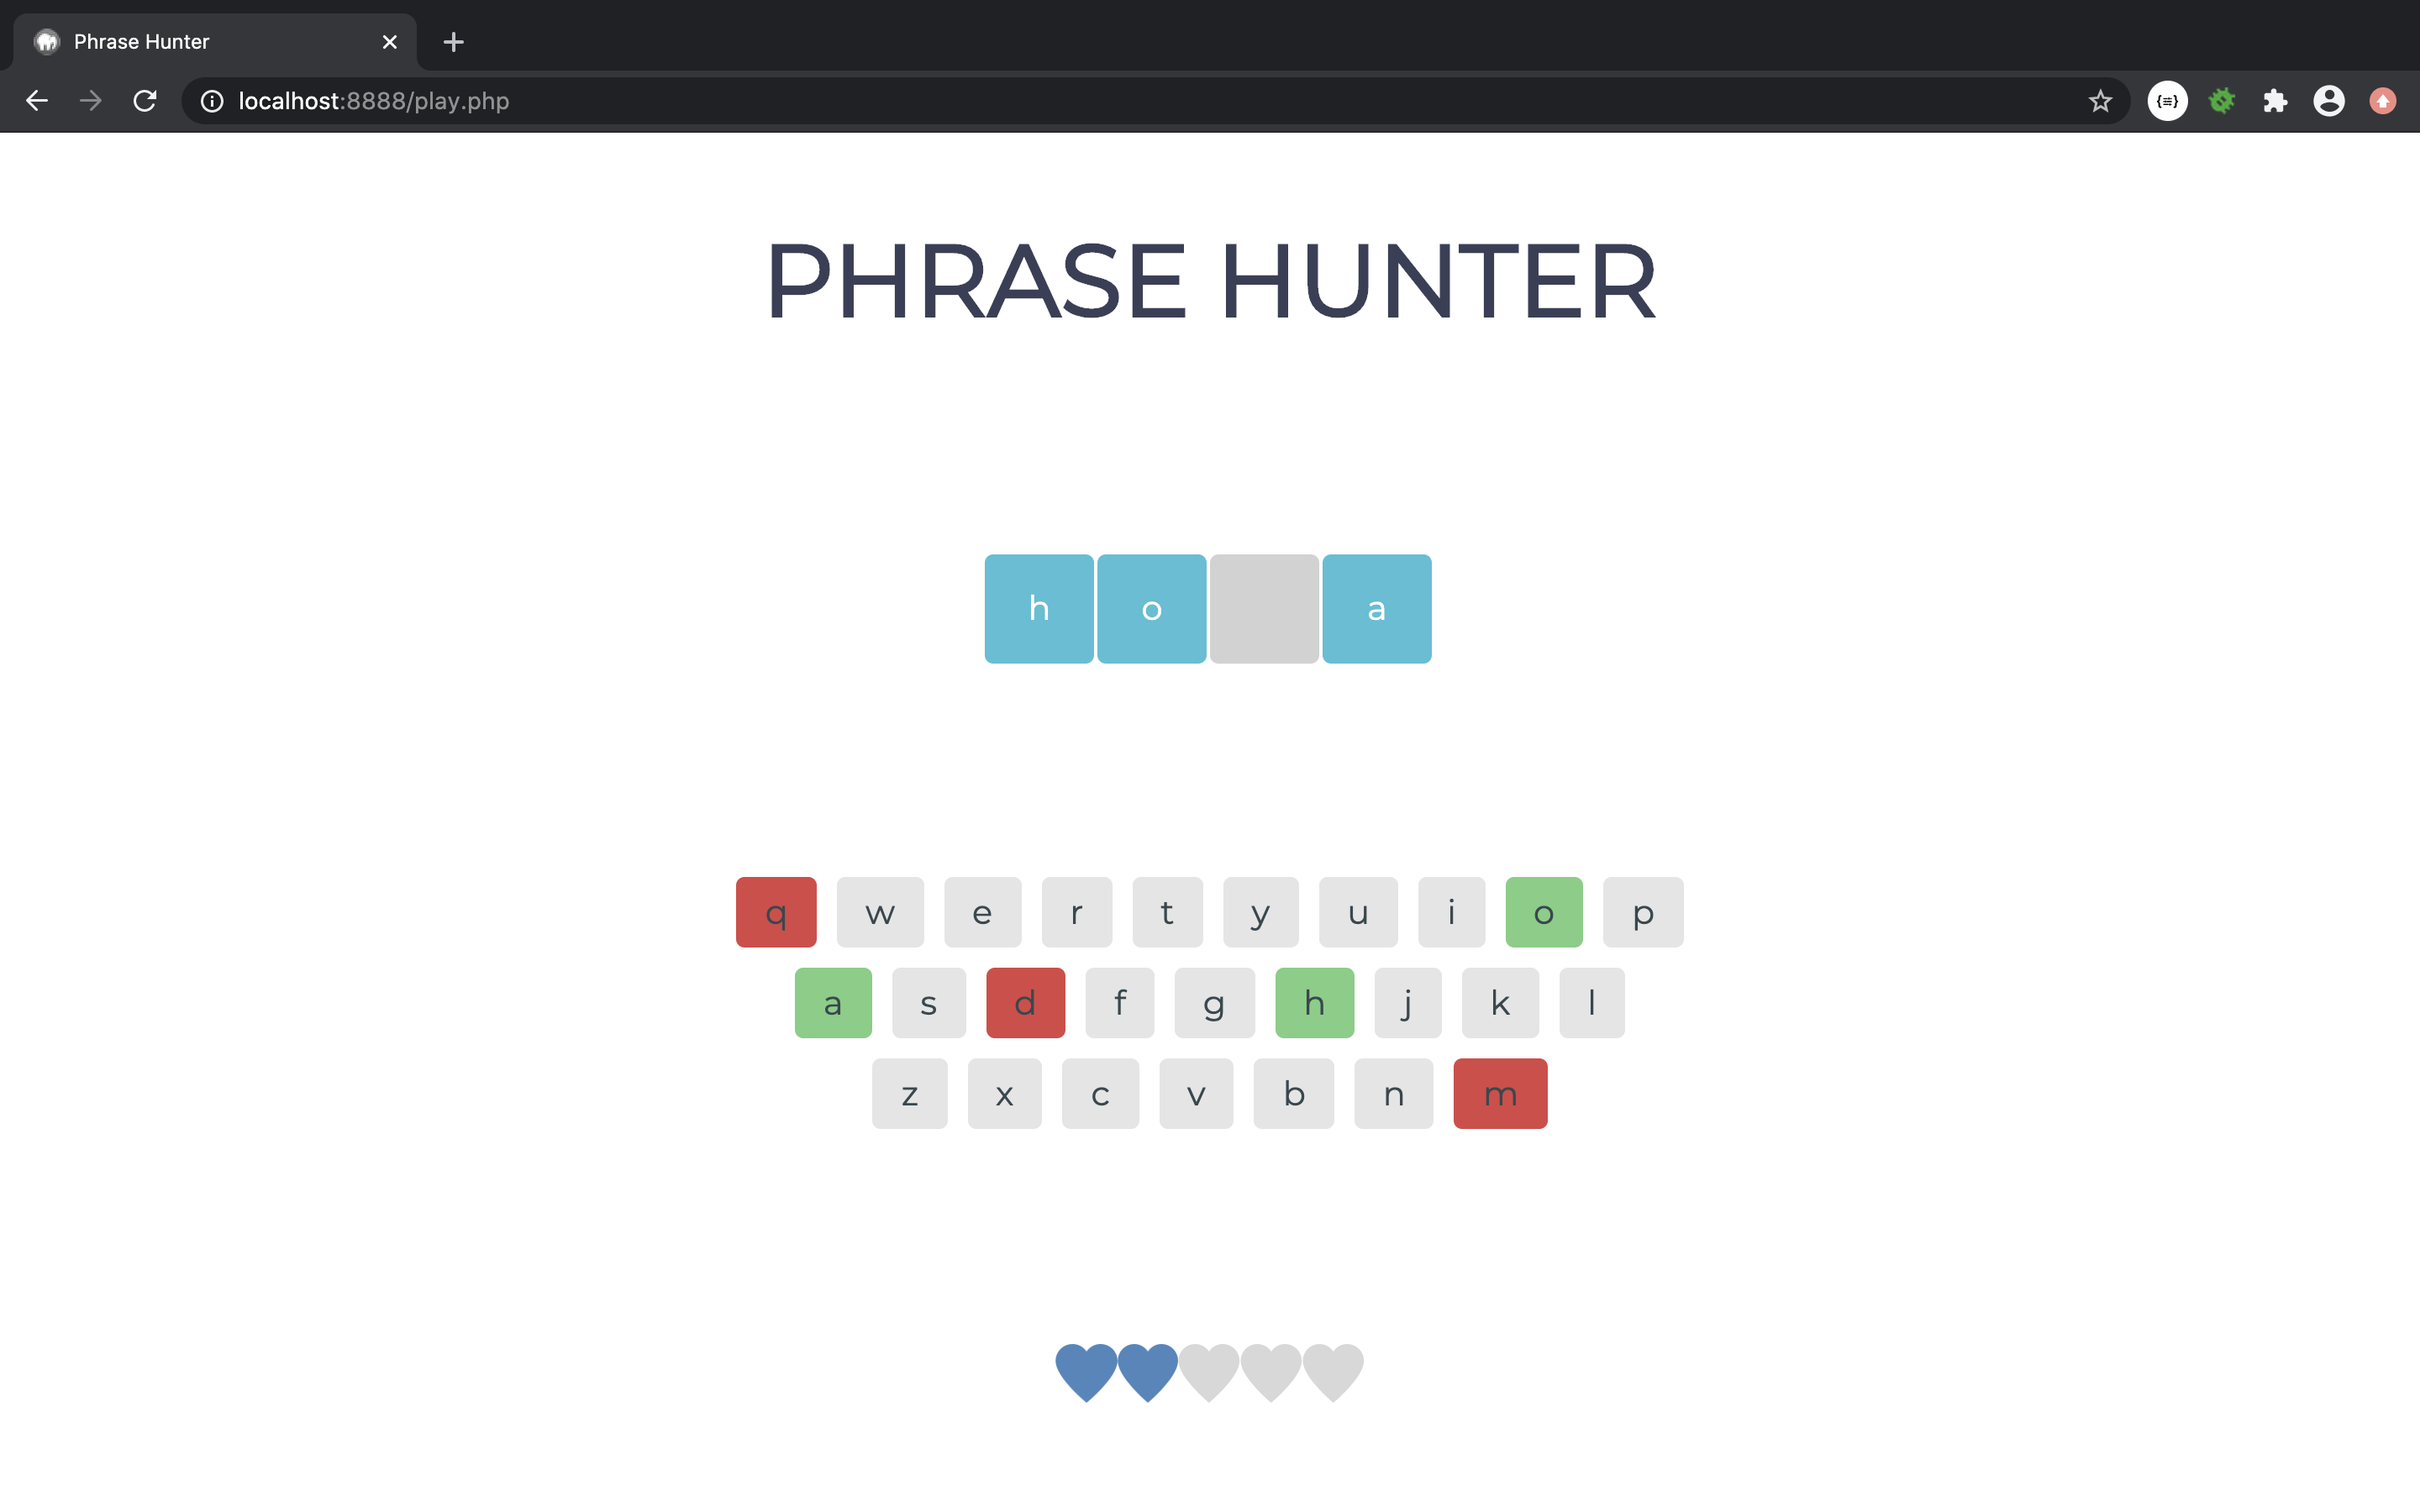 Phrase Hunter
localhost:8888/play.php
PHRASE HUNTER
h o a
q w e r t y u i o p
a s d f g h j k l
z x c v b n m